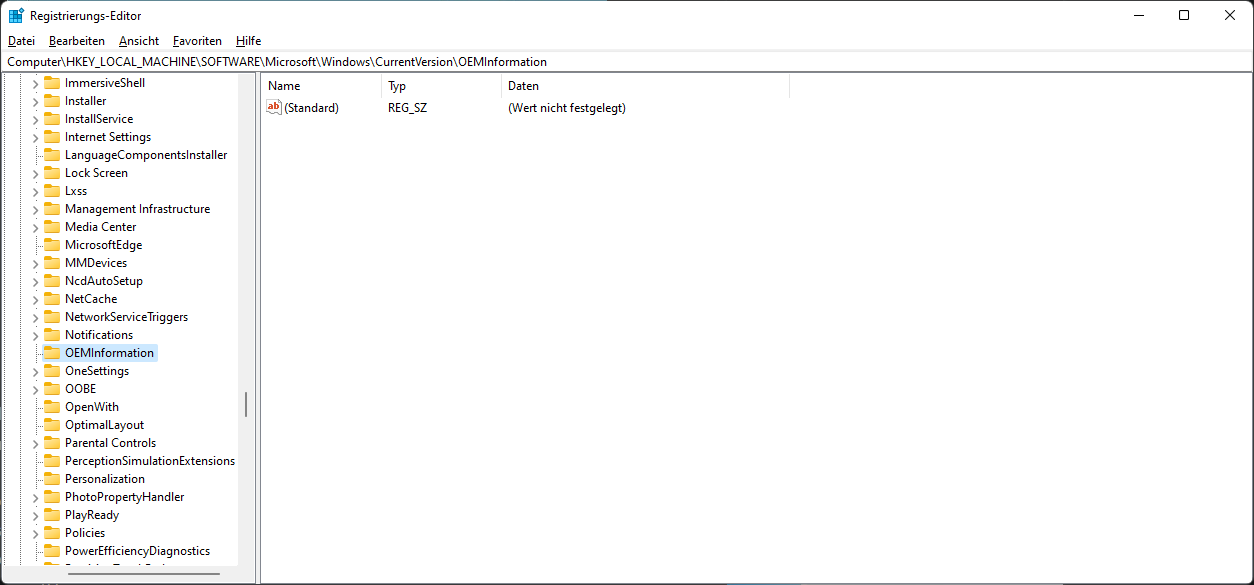 Registrierungs-Editor
Datei Bearbeiten Ansicht Favoriten Hilfe
Computer\HKEY_LOCAL_MACHINE\SOFTWARE\Microsoft\Windows\CurrentVersion\OEMInformation
ImmersiveShell
Installer
InstallService
Internet Settings
LanguageComponentsInstaller
Lock Screen
Lxss
Management Infrastructure
Media Center
MicrosoftEdge
MMDevices
NcdAutoSetup
NetCache
NetworkServiceTriggers
Notifications
OEMInformation
OneSettings
OOBE
OpenWith
OptimalLayout
Parental Controls
PerceptionSimulationExtensions
Personalization
PhotoPropertyHandler
PlayReady
Policies
PowerEfficiencyDiagnostics
Name Typ Daten
ab (Standard) REG_SZ (Wert nicht festgelegt)